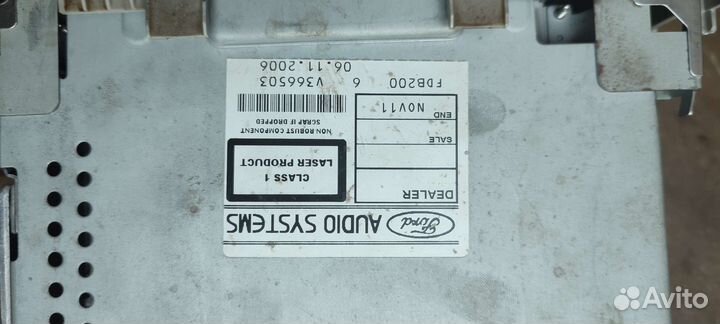 Ford AUDIO SYSTEMS
DEALER
SALE
END
NOV11
CLASS 1
LASER PRODUCT
NON ROBUST COMPONENT
SCRAP IF DROPPED
FDB200 6 V366503
06.11.2006
Avito